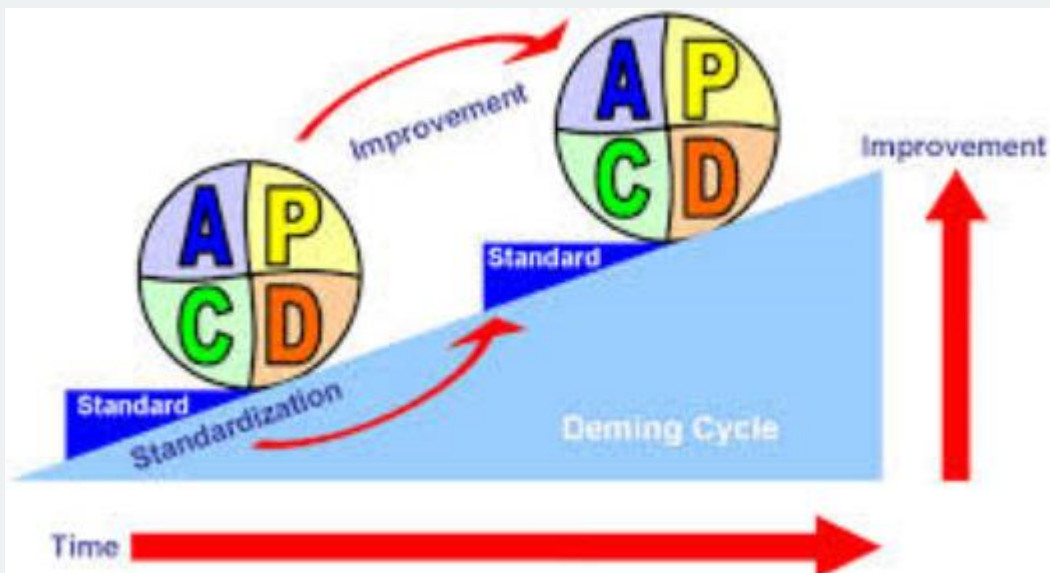 A P
C D
Improvement
A P
C D
Improvement
Standard
Standard
Standardization
Deming Cycle
Time